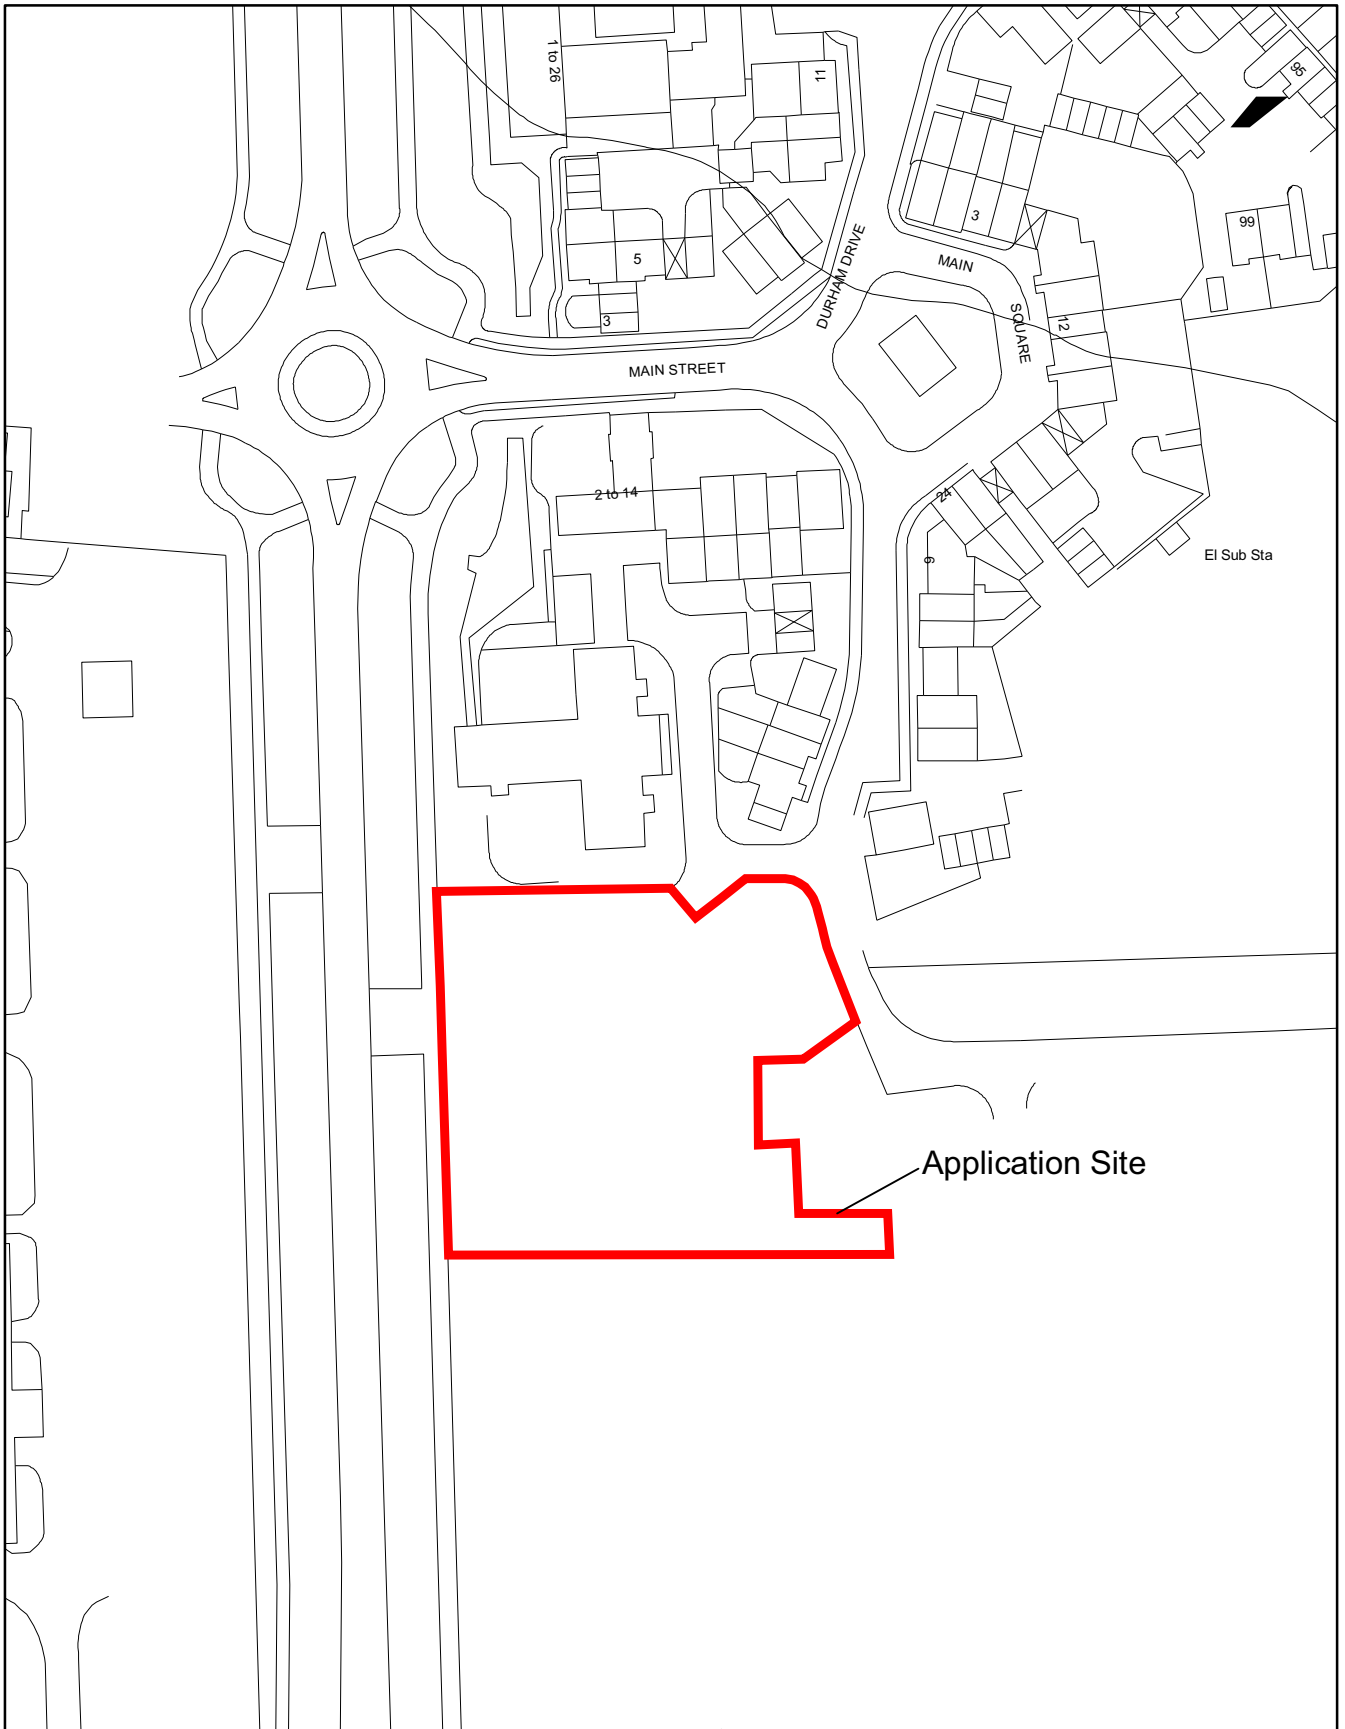 1 to 26
11
95
3
99
5
DURHAM DRIVE
MAIN
SQUARE
12
3
MAIN STREET
2 to 14
24
El Sub Sta
9
Application Site